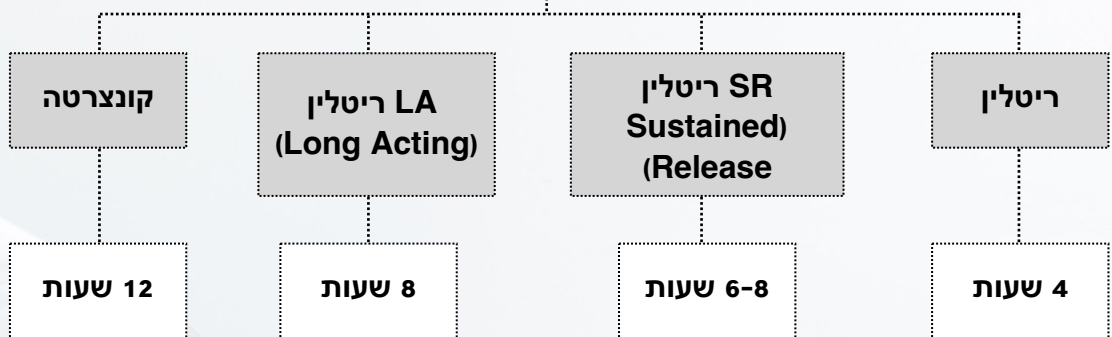 ריטלין
ריטלין SR
Sustained)
(Release
ריטלין LA
(Long Acting)
קונצרטה
4 שעות
6-8 שעות
8 שעות
12 שעות